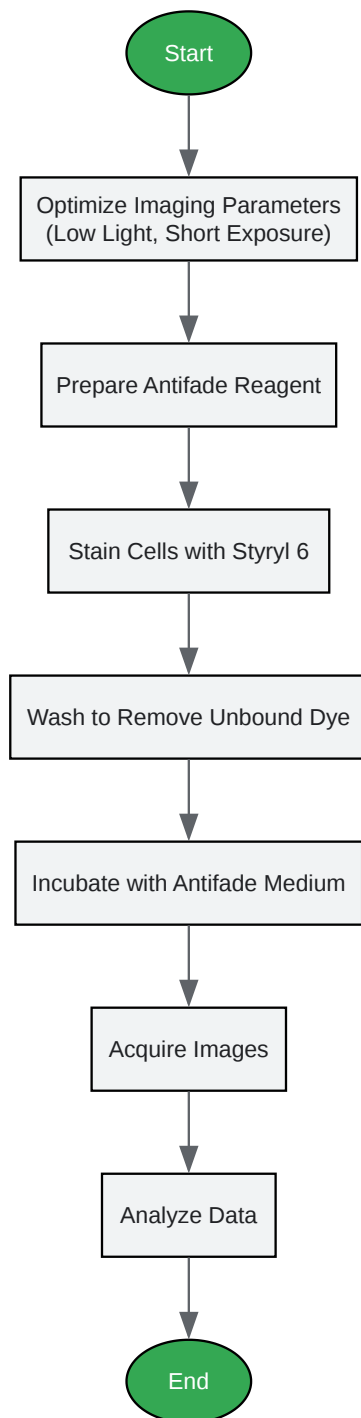 Start
Optimize Imaging Parameters
(Low Light, Short Exposure)
Prepare Antifade Reagent
Stain Cells with Styryl 6
Wash to Remove Unbound Dye
Incubate with Antifade Medium
Acquire Images
Analyze Data
End